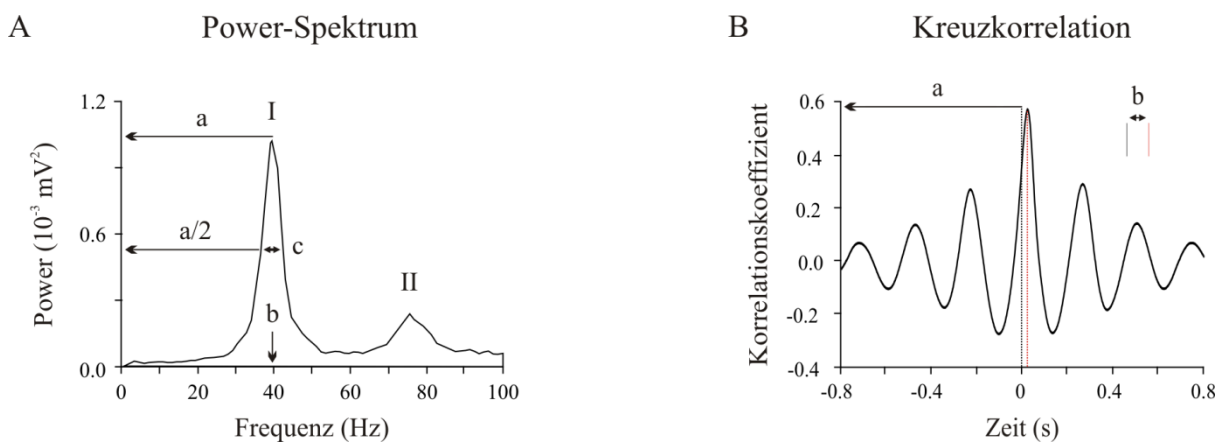 A
Power-Spektrum
Power (10⁻³ mV²)
1.2
0.6
0.0
a
I
a/2
c
b
II
0
20
40
60
80
100
Frequenz (Hz)
B
Kreuzkorrelation
Korrelationskoeffizient
0.6
0.4
0.2
0.0
-0.2
-0.4
a
b
-0.8
-0.4
0
0.4
0.8
Zeit (s)